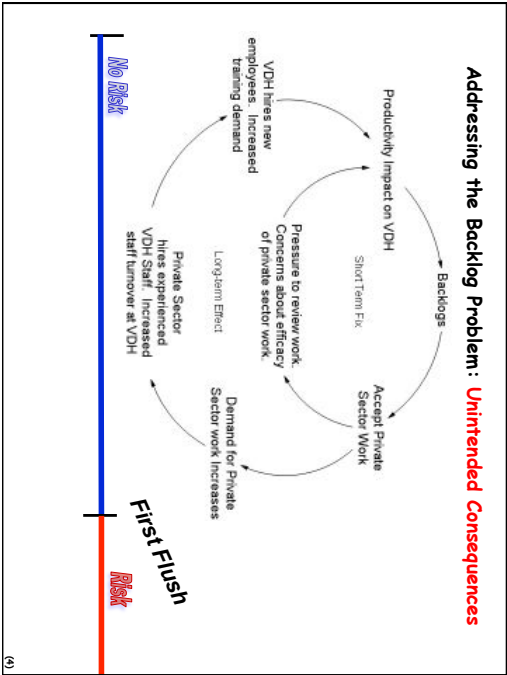 Addressing the Backlog Problem: Unintended Consequences
Backlogs
Productivity Impact on VDH
Short Term Fix
Accept Private
Sector Work
VDH hires new
employees. Increased
training demand
Pressure to review work.
Concerns about efficacy
of private sector work.
Long-term Effect
Demand for Private
Sector work Increases
Private Sector
hires experienced
VDH Staff. Increased
staff turnover at VDH
First Flush
No Risk
Risk
(4)